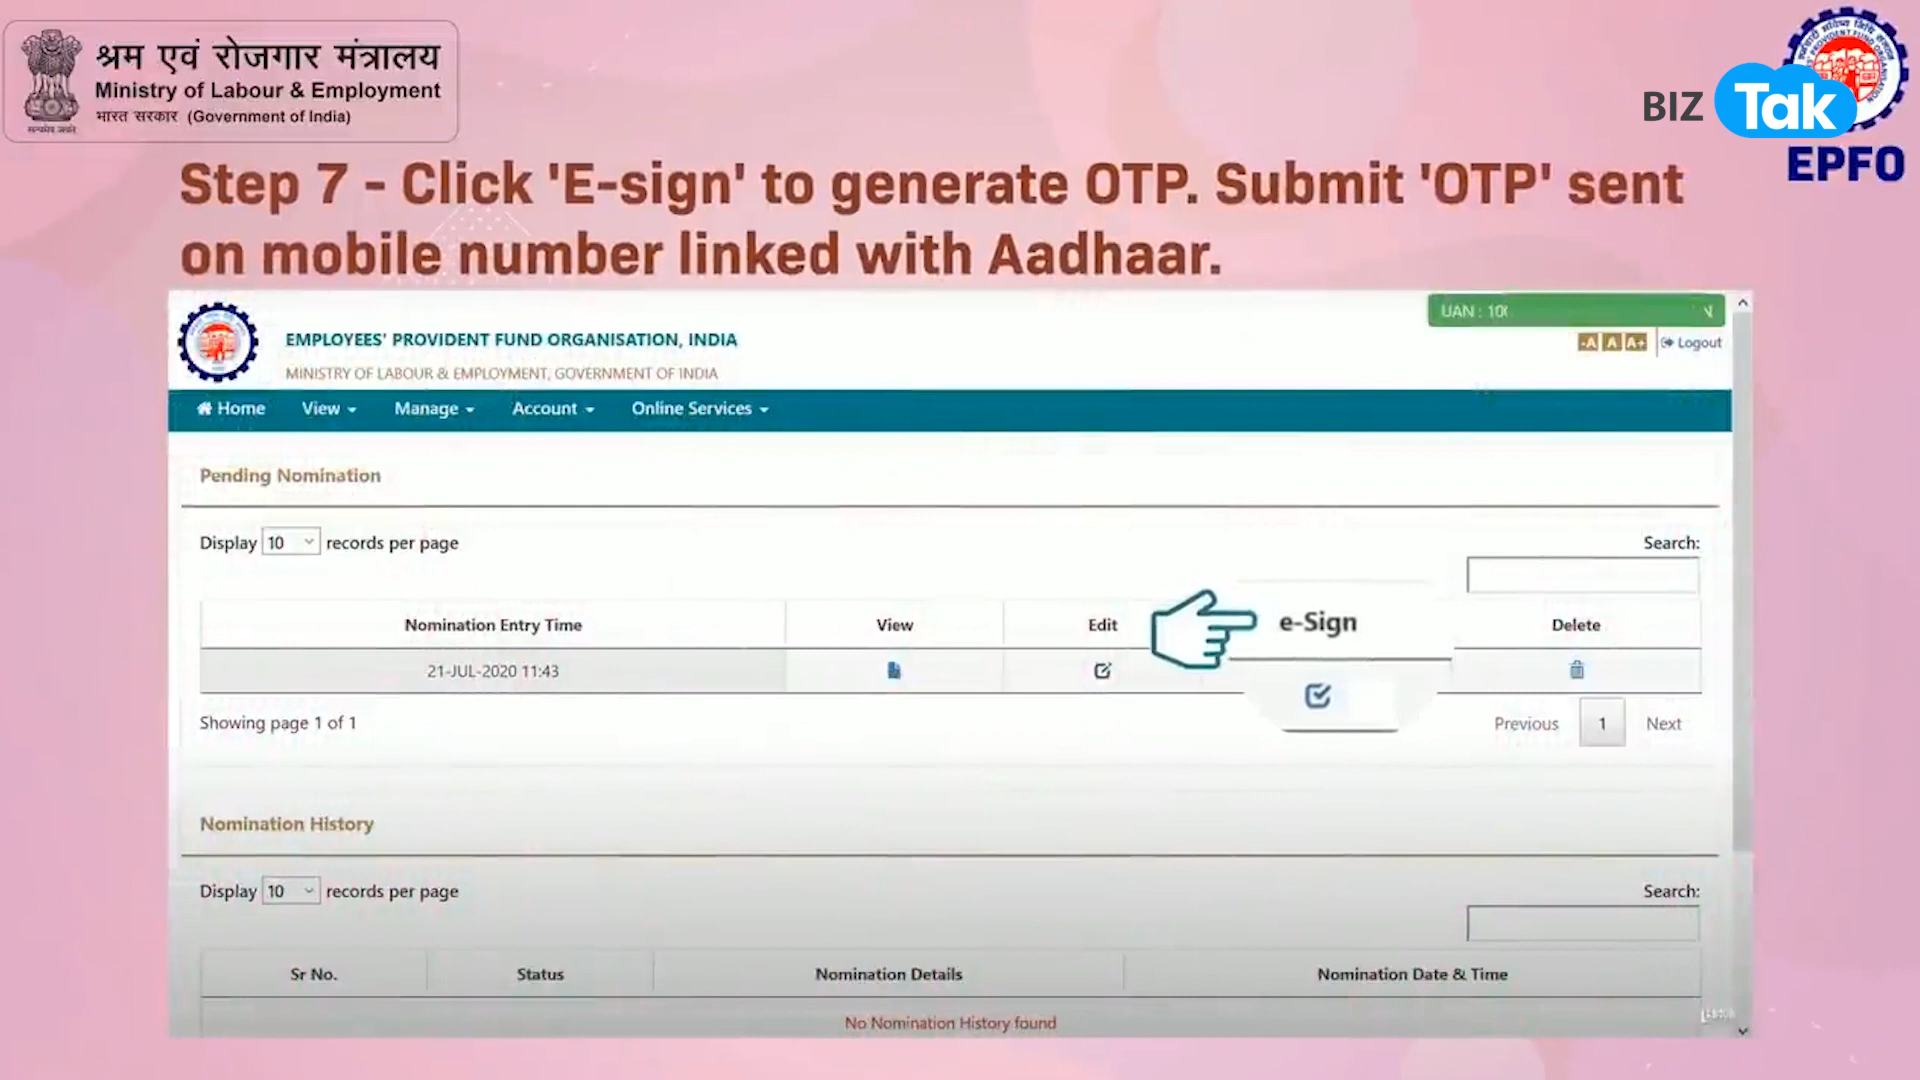 श्रम एवं रोजगार मंत्रालय
Ministry of Labour & Employment
भारत सरकार (Government of India)
BIZ Tak
EPFO
Step 7 - Click 'E-sign' to generate OTP. Submit 'OTP' sent
on mobile number linked with Aadhaar.
UAN : 10
EMPLOYEES' PROVIDENT FUND ORGANISATION, INDIA
MINISTRY OF LABOUR & EMPLOYMENT, GOVERNMENT OF INDIA
-A A A+ Logout
Home View Manage Account Online Services
Pending Nomination
Display 10 records per page
Search:
Nomination Entry Time View Edit e-Sign Delete
21-JUL-2020 11:43
Showing page 1 of 1
Previous 1 Next
Nomination History
Display 10 records per page
Search:
Sr No. Status Nomination Details Nomination Date & Time
No Nomination History found